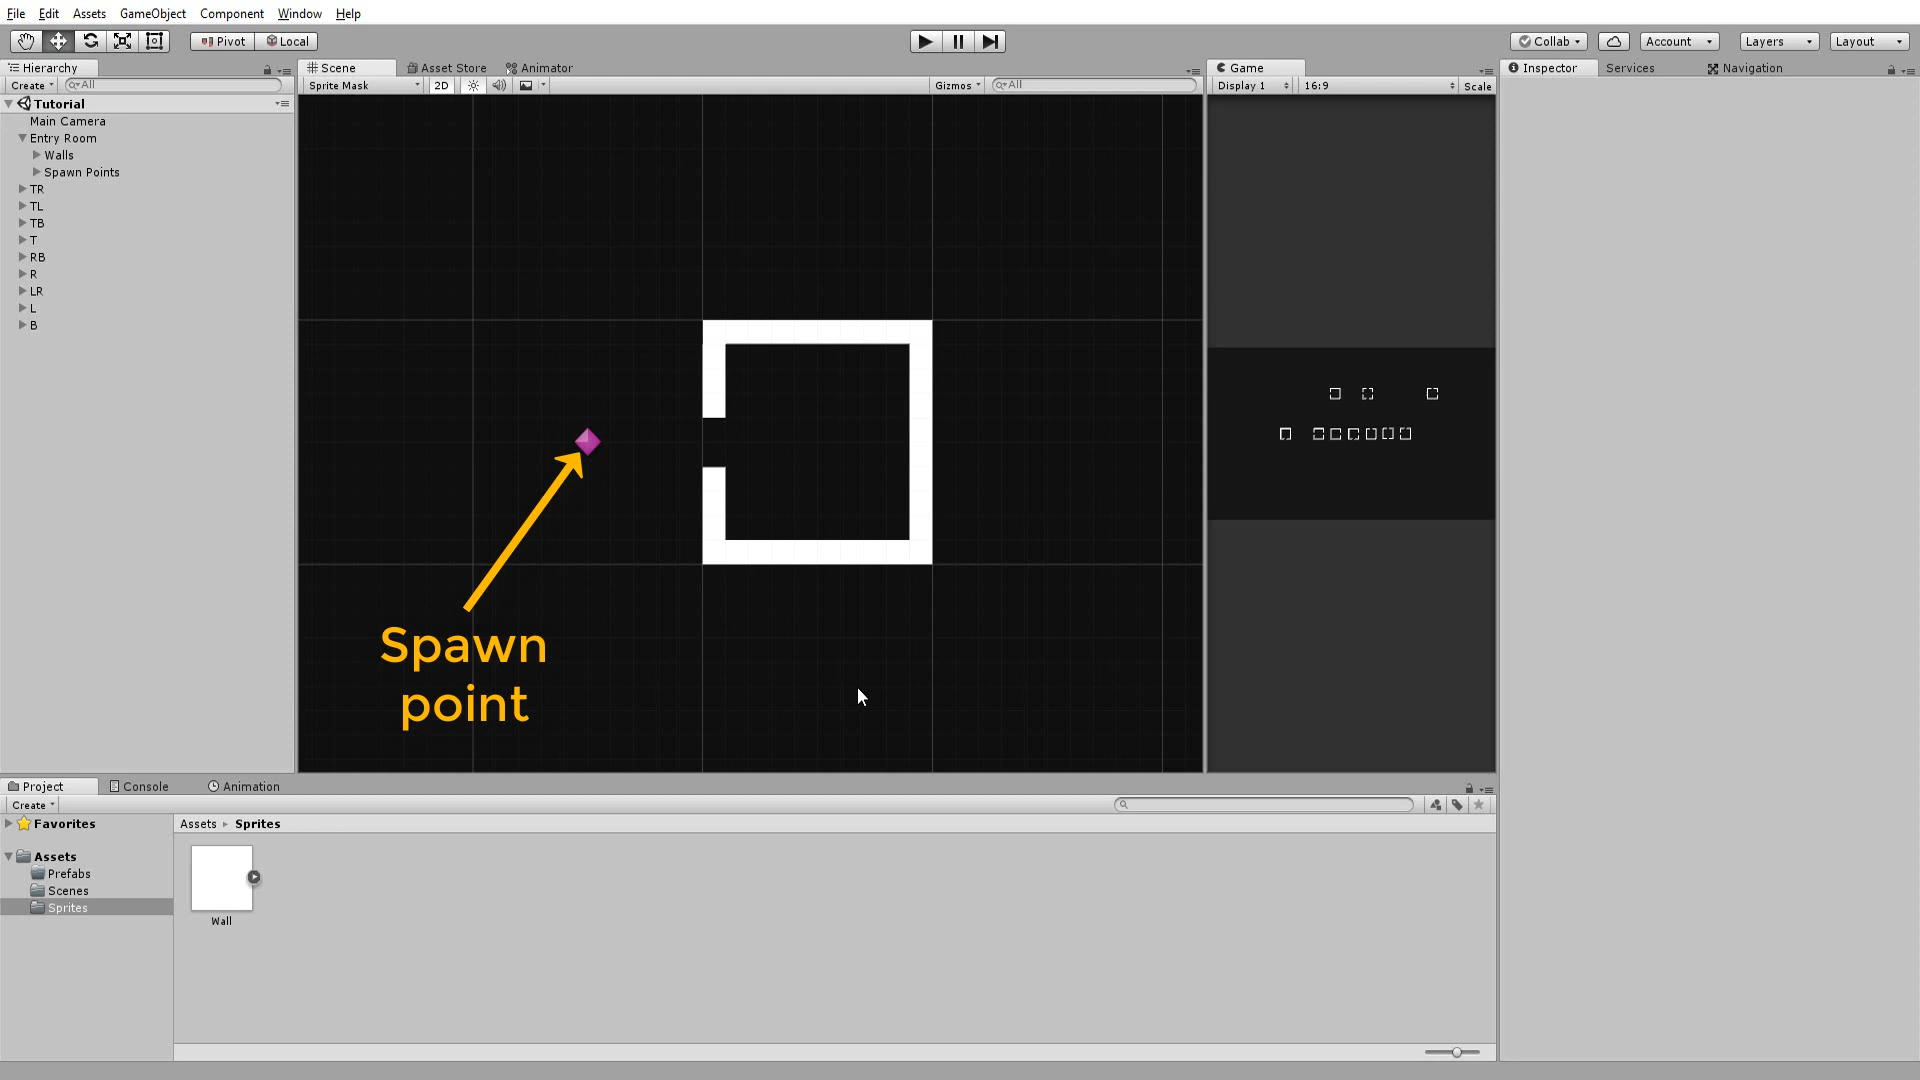 File Edit Assets GameObject Component Window Help
Pivot Local
Collab Account Layers Layout
Hierarchy
Create All
Tutorial
Main Camera
Entry Room
Walls
Spawn Points
TR
TL
TB
T
RB
R
LR
L
B
Scene Asset Store Animator
Sprite Mask 2D Gizmos All
Spawn
point
Game
Display 1 16:9 Scale
Inspector Services Navigation
Project Console Animation
Create
Favorites
Assets
Prefabs
Scenes
Sprites
Assets Sprites
Wall